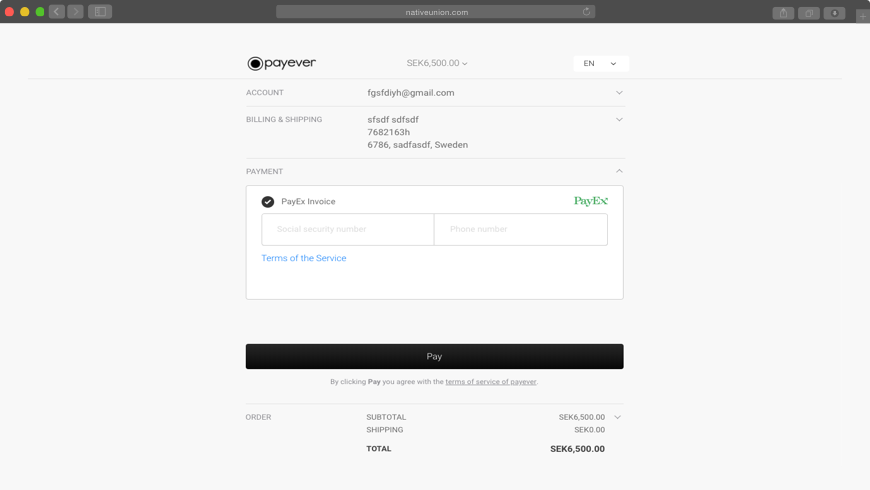 nativeunion.com
payever
SEK6,500.00
EN
ACCOUNT
fgsfdiyh@gmail.com
BILLING & SHIPPING
sfsdf sdfsdf
7682163h
6786, sadfasdf, Sweden
PAYMENT
PayEx Invoice
PayEx
Social security number
Phone number
Terms of the Service
Pay
By clicking Pay you agree with the terms of service of payever.
ORDER
SUBTOTAL SEK6,500.00
SHIPPING SEK0.00
TOTAL SEK6,500.00